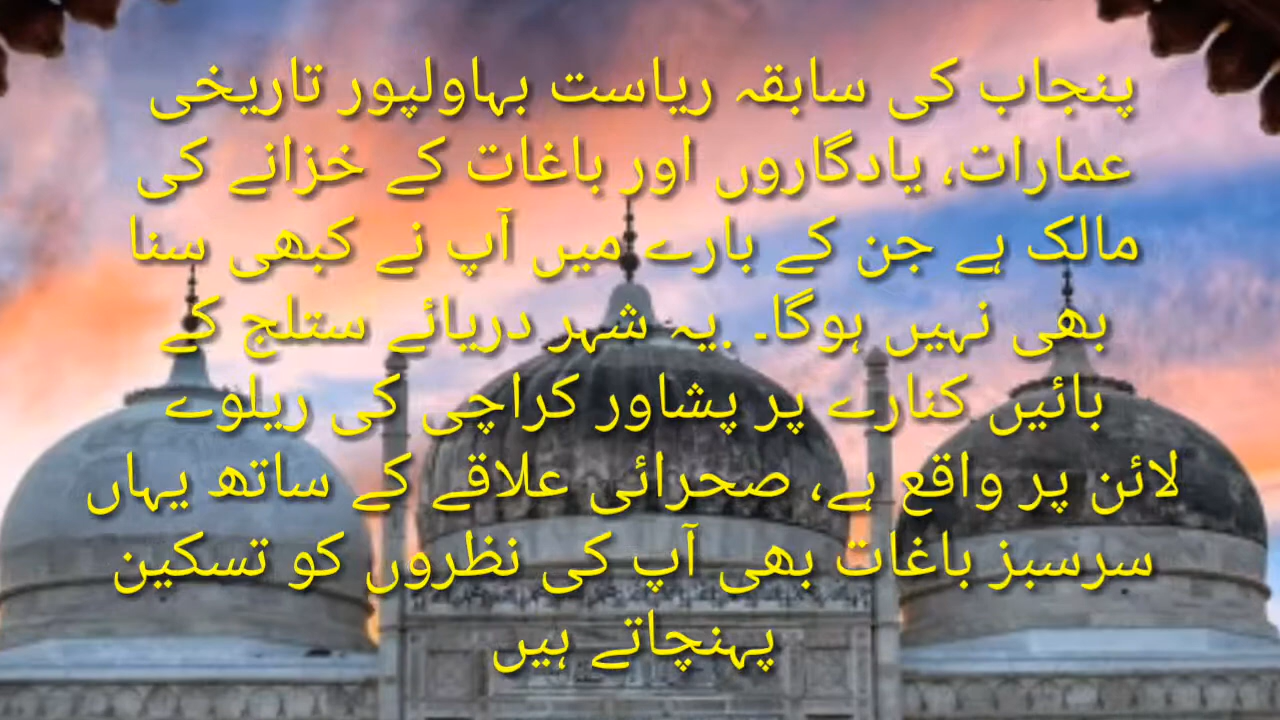 پنجاب کی سابقہ ریاست بہاولپور تاریخی
عمارات، یادگاروں اور باغات کے خزانے کی
مالک ہے جن کے بارے میں آپ نے کبھی سنا
بھی نہیں ہوگا۔ .یہ شہر دریائے ستلج کے
بائیں کنارے پر پشاور کراچی کی ریلوے
لائن پر واقع ہے، صحرائی علاقے کے ساتھ یہاں
سرسبز باغات بھی آپ کی نظروں کو تسکین
پہنچاتے ہیں